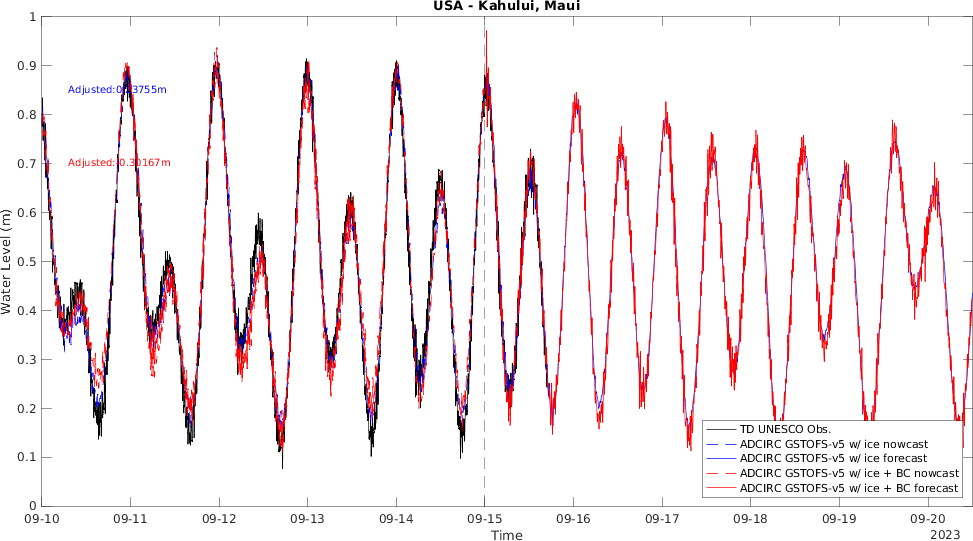 USA - Kahului, Maui
1
0.9
0.8
0.7
0.6
0.5
0.4
0.3
0.2
0.1
0
Water Level (m)
Adjusted: 0.30167m
TD UNESCO Obs.
ADCIRC GSTOFS-v5 w/ ice nowcast
ADCIRC GSTOFS-v5 w/ ice forecast
ADCIRC GSTOFS-v5 w/ ice + BC nowcast
ADCIRC GSTOFS-v5 w/ ice + BC forecast
09-10 09-11 09-12 09-13 09-14 09-15 09-16 09-17 09-18 09-19 09-20
Time
2023